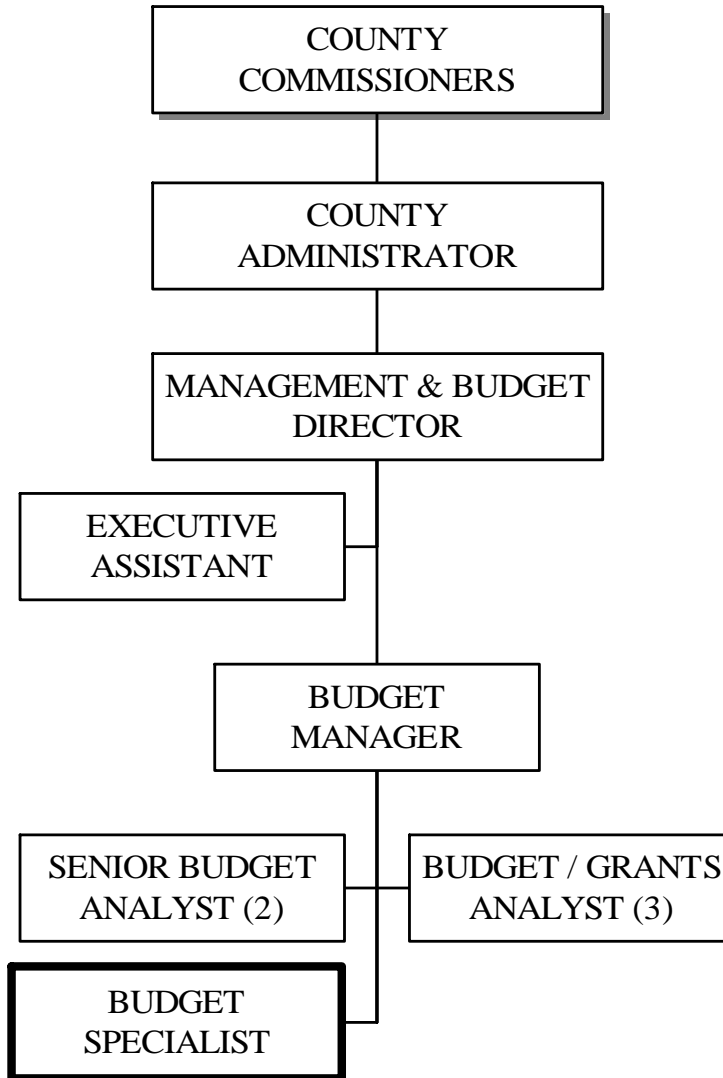 COUNTY
COMMISSIONERS
COUNTY
ADMINISTRATOR
MANAGEMENT & BUDGET
DIRECTOR
EXECUTIVE
ASSISTANT
BUDGET
MANAGER
SENIOR BUDGET
ANALYST (2)
BUDGET / GRANTS
ANALYST (3)
BUDGET
SPECIALIST